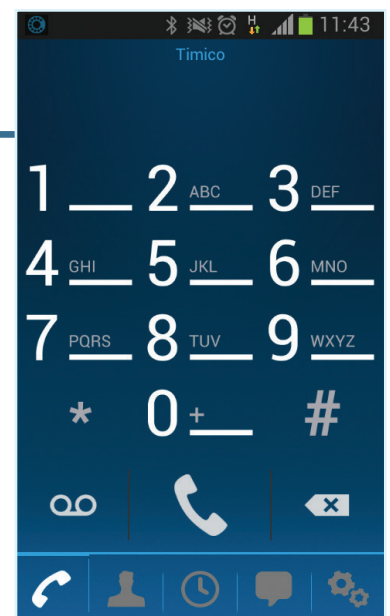 H 11:43
Timico
1 2 ABC 3 DEF
4 GHI 5 JKL 6 MNO
7 PQRS 8 TUV 9 WXYZ
* 0 + #